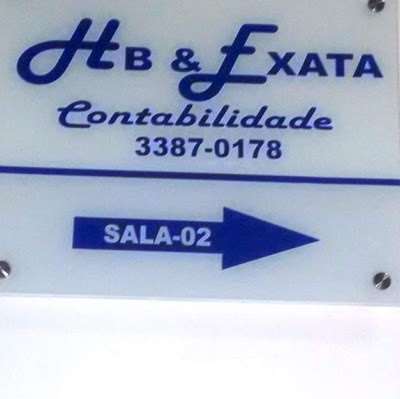 HB & EXATA
Contabilidade
3387-0178
SALA-02